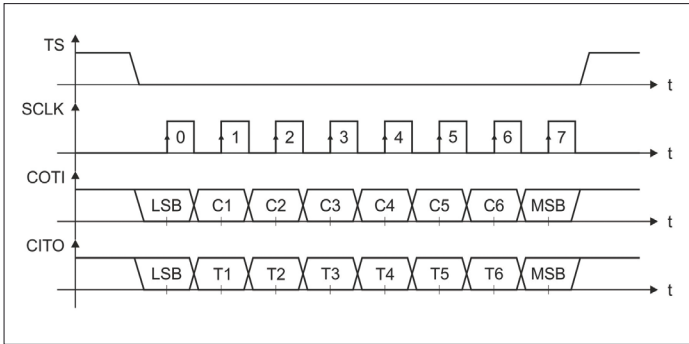 TS
t
SCLK
0 1 2 3 4 5 6 7
t
COTI
LSB C1 C2 C3 C4 C5 C6 MSB
t
CITO
LSB T1 T2 T3 T4 T5 T6 MSB
t